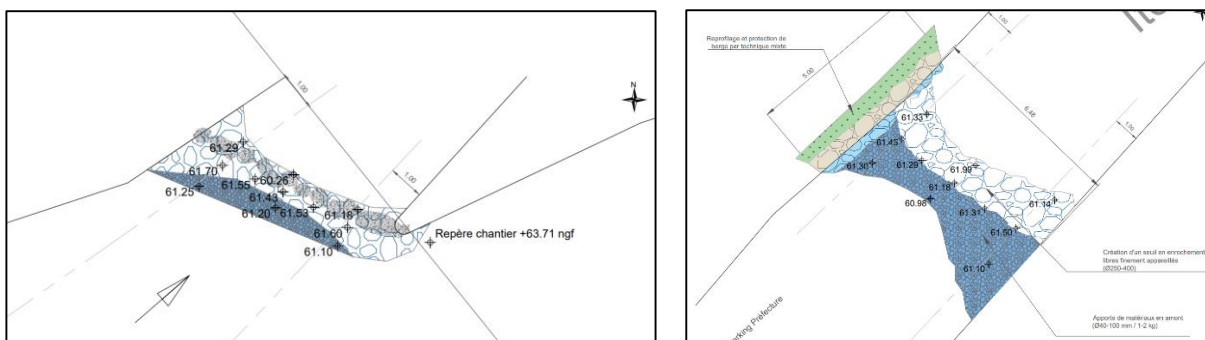 N
1.00
1.00
61.29
61.70
61.55
60.26
61.25
61.43
61.20
61.53
61.18
61.60
61.10
Repère chantier +63.71 ngf
Reprofilage et protection de
berge par technique mixte
5.00
1.00
6.46
1.00
61.33
61.45
61.30
61.29
61.99
61.18
60.98
61.31
61.14
61.50
61.10
Création d'un seuil en enrochement
libres finement appareillés
(Ø250-400)
Apports de matériaux en amont
(Ø40-100 mm / 1-2 kg)
Préfecture